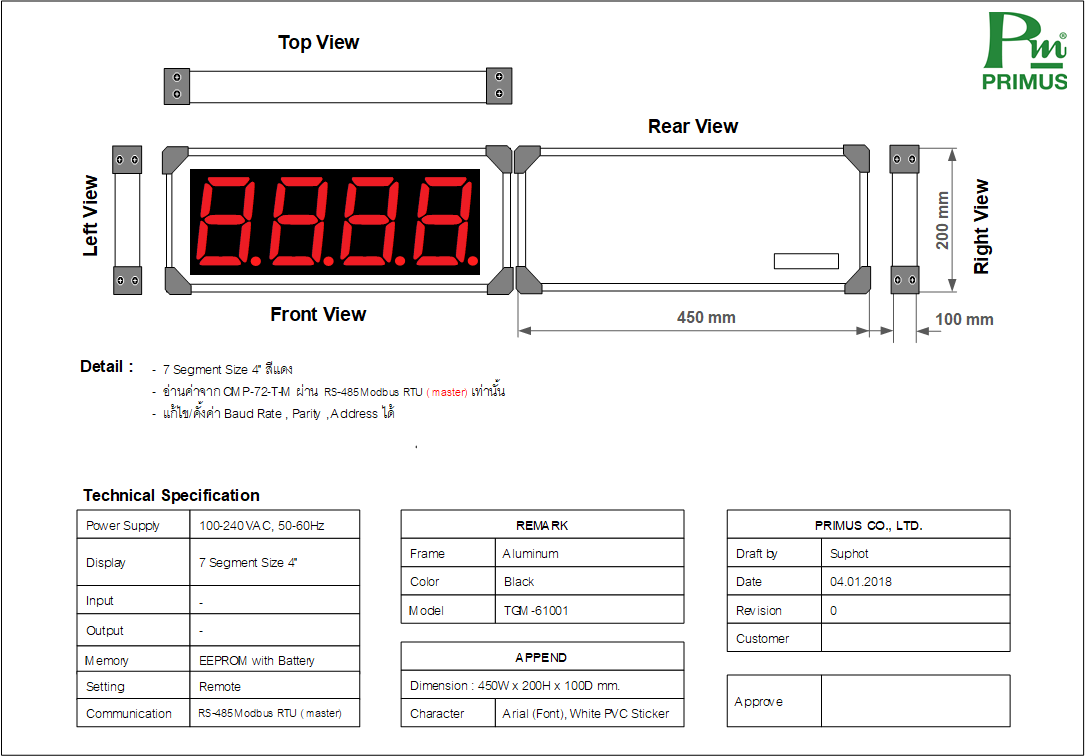 Top View
Pm®
PRIMUS
Rear View
Left View
8.8.8.8.
200 mm
Right View
Front View
450 mm
100 mm
Detail :
- 7 Segment Size 4" สีแดง
- อ่านค่าจาก CMP-72-T-M ผ่าน RS-485 Modbus RTU ( master) เท่านั้น
- แก้ไข/ตั้งค่า Baud Rate , Parity , Address ได้
Technical Specification
Power Supply 100-240 VAC, 50-60Hz
Display 7 Segment Size 4"
Input -
Output -
Memory EEPROM with Battery
Setting Remote
Communication RS-485 Modbus RTU ( master)
REMARK
Frame Aluminum
Color Black
Model TGM-61001
APPEND
Dimension : 450W x 200H x 100D mm.
Character Arial (Font), White PVC Sticker
PRIMUS CO., LTD.
Draft by Suphot
Date 04.01.2018
Revision 0
Customer
Approve